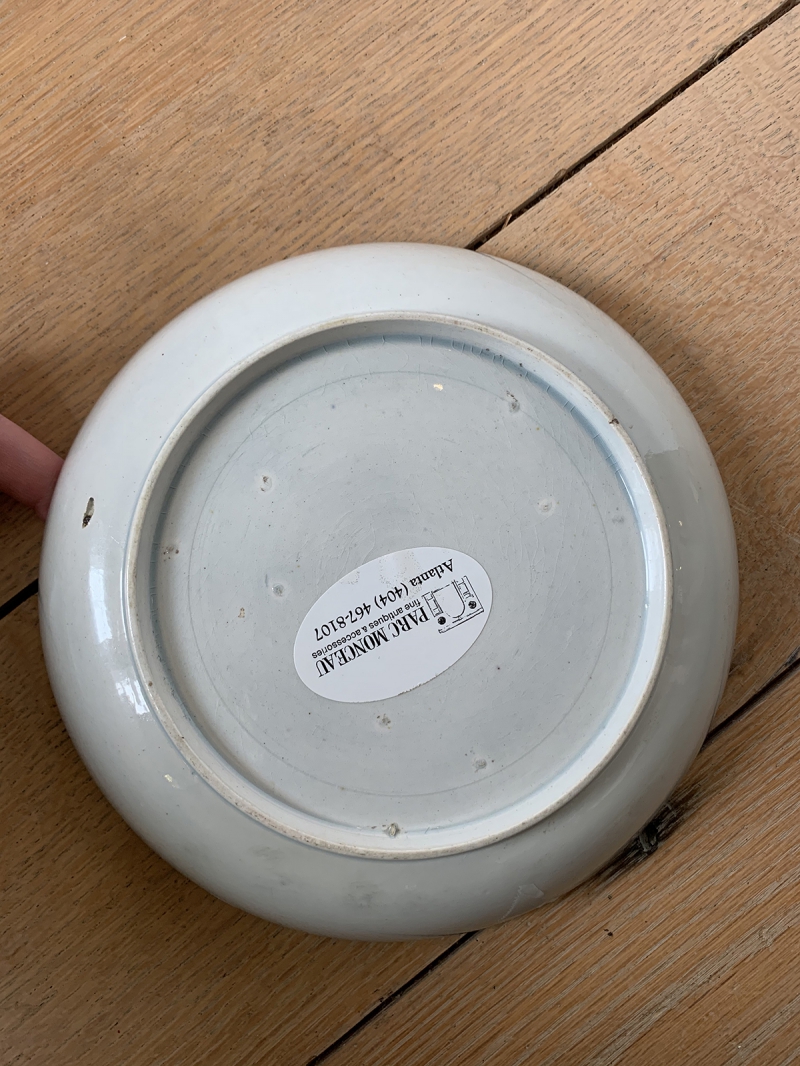 PARC MONCEAU
fine antiques & accessories
Atlanta (404) 467-8107